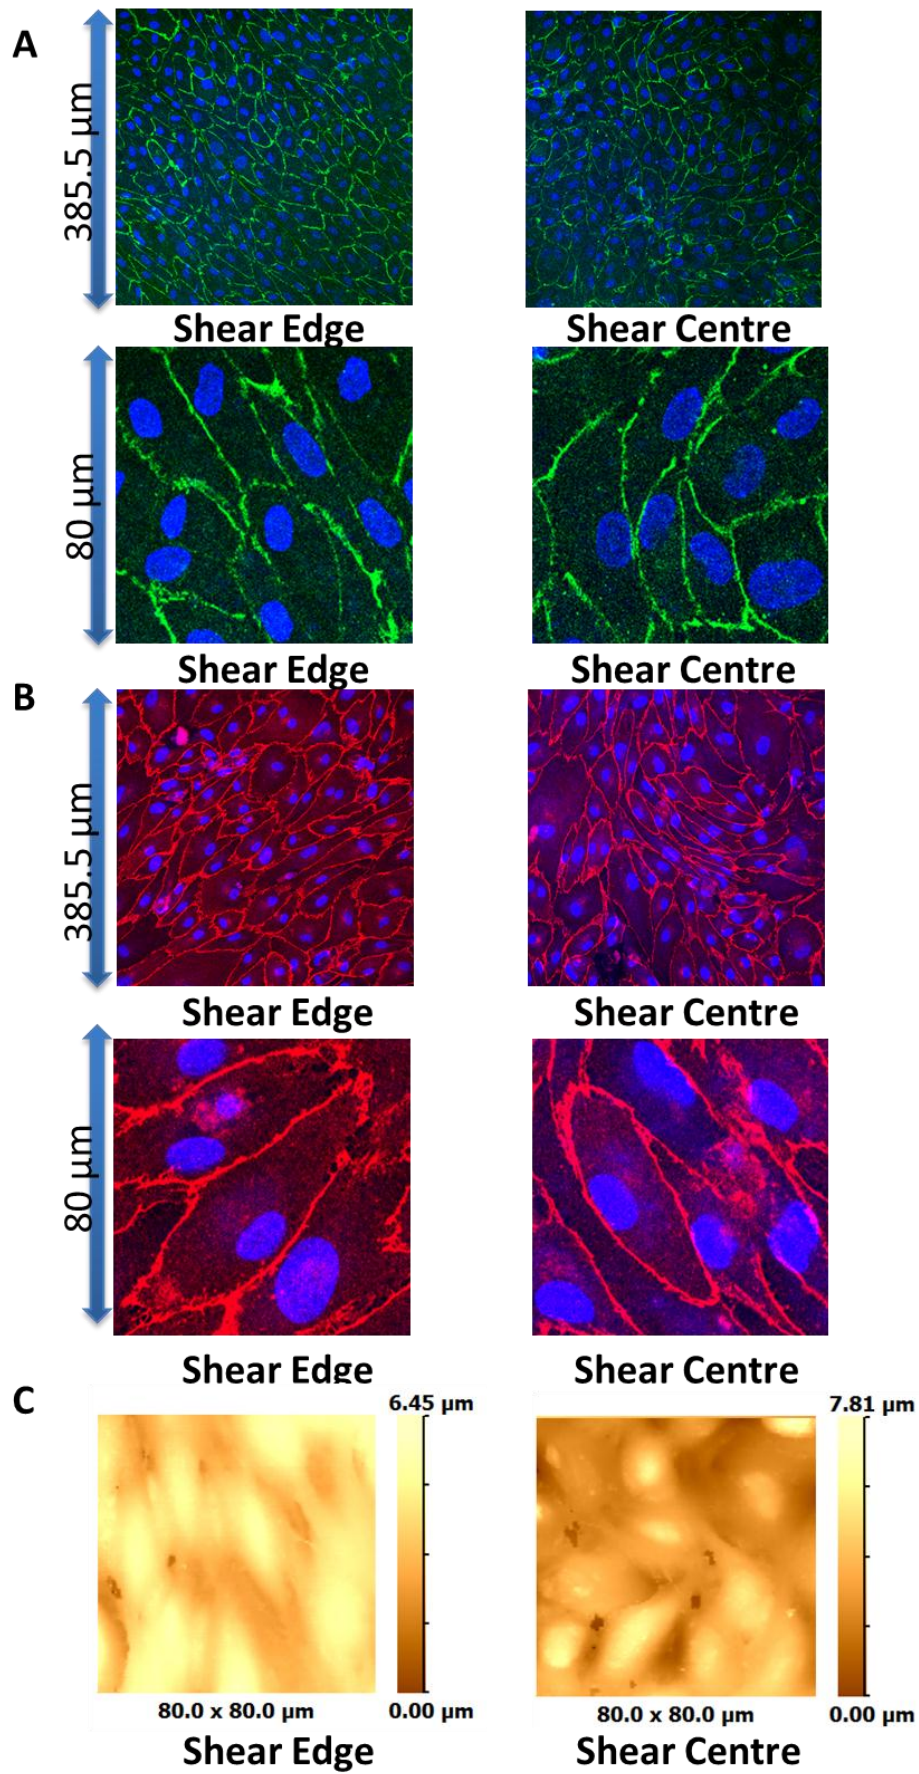 A
385.5 µm
Shear Edge
Shear Centre
80 µm
Shear Edge
Shear Centre
B
385.5 µm
Shear Edge
Shear Centre
80 µm
Shear Edge
Shear Centre
C
6.45 µm
7.81 µm
80.0 x 80.0 µm
0.00 µm
80.0 x 80.0 µm
0.00 µm
Shear Edge
Shear Centre